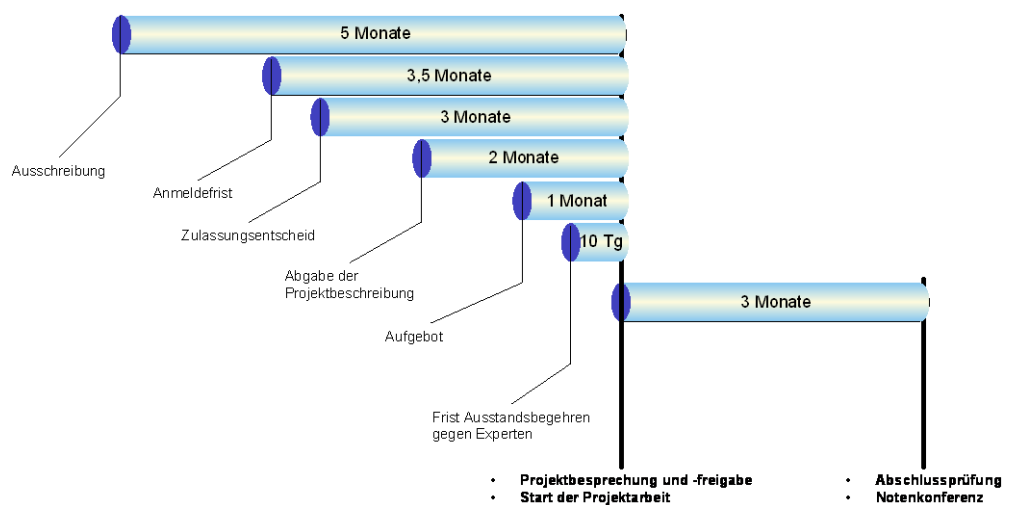 5 Monate
3,5 Monate
3 Monate
2 Monate
1 Monat
10 Tg
3 Monate
Ausschreibung
Anmeldefrist
Zulassungsentscheid
Abgabe der
Projektbeschreibung
Aufgebot
Frist Ausstandsbegehren
gegen Experten
• Projektbesprechung und -freigabe
• Start der Projektarbeit
• Abschlussprüfung
• Notenkonferenz